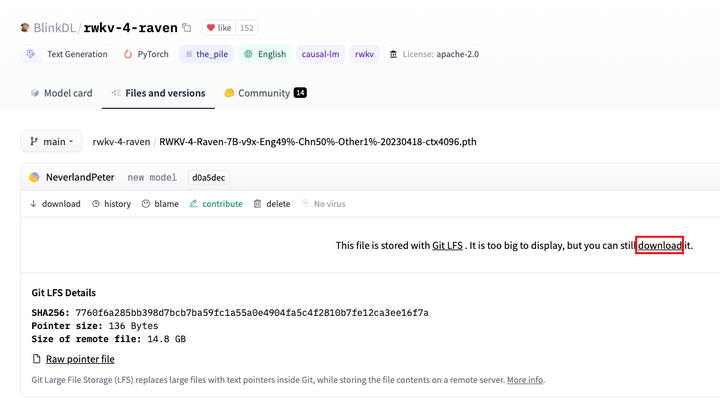 BlinkDL/rwkv-4-raven like 152
Text Generation PyTorch the_pile English causal-lm rwkv License: apache-2.0
Model card Files and versions Community 14
main rwkv-4-raven / RWKV-4-Raven-7B-v9x-Eng49%-Chn50%-Other1%-20230418-ctx4096.pth
NeverlandPeter new model d0a5dec
download history blame contribute delete No virus
This file is stored with Git LFS . It is too big to display, but you can still download it.
Git LFS Details
SHA256: 7760f6a285bb398d7bcb7ba59fc1a55a0e4904fa5c4f2810b7fe12ca3ee16f7a
Pointer size: 136 Bytes
Size of remote file: 14.8 GB
Raw pointer file
Git Large File Storage (LFS) replaces large files with text pointers inside Git, while storing the file contents on a remote server. More info.